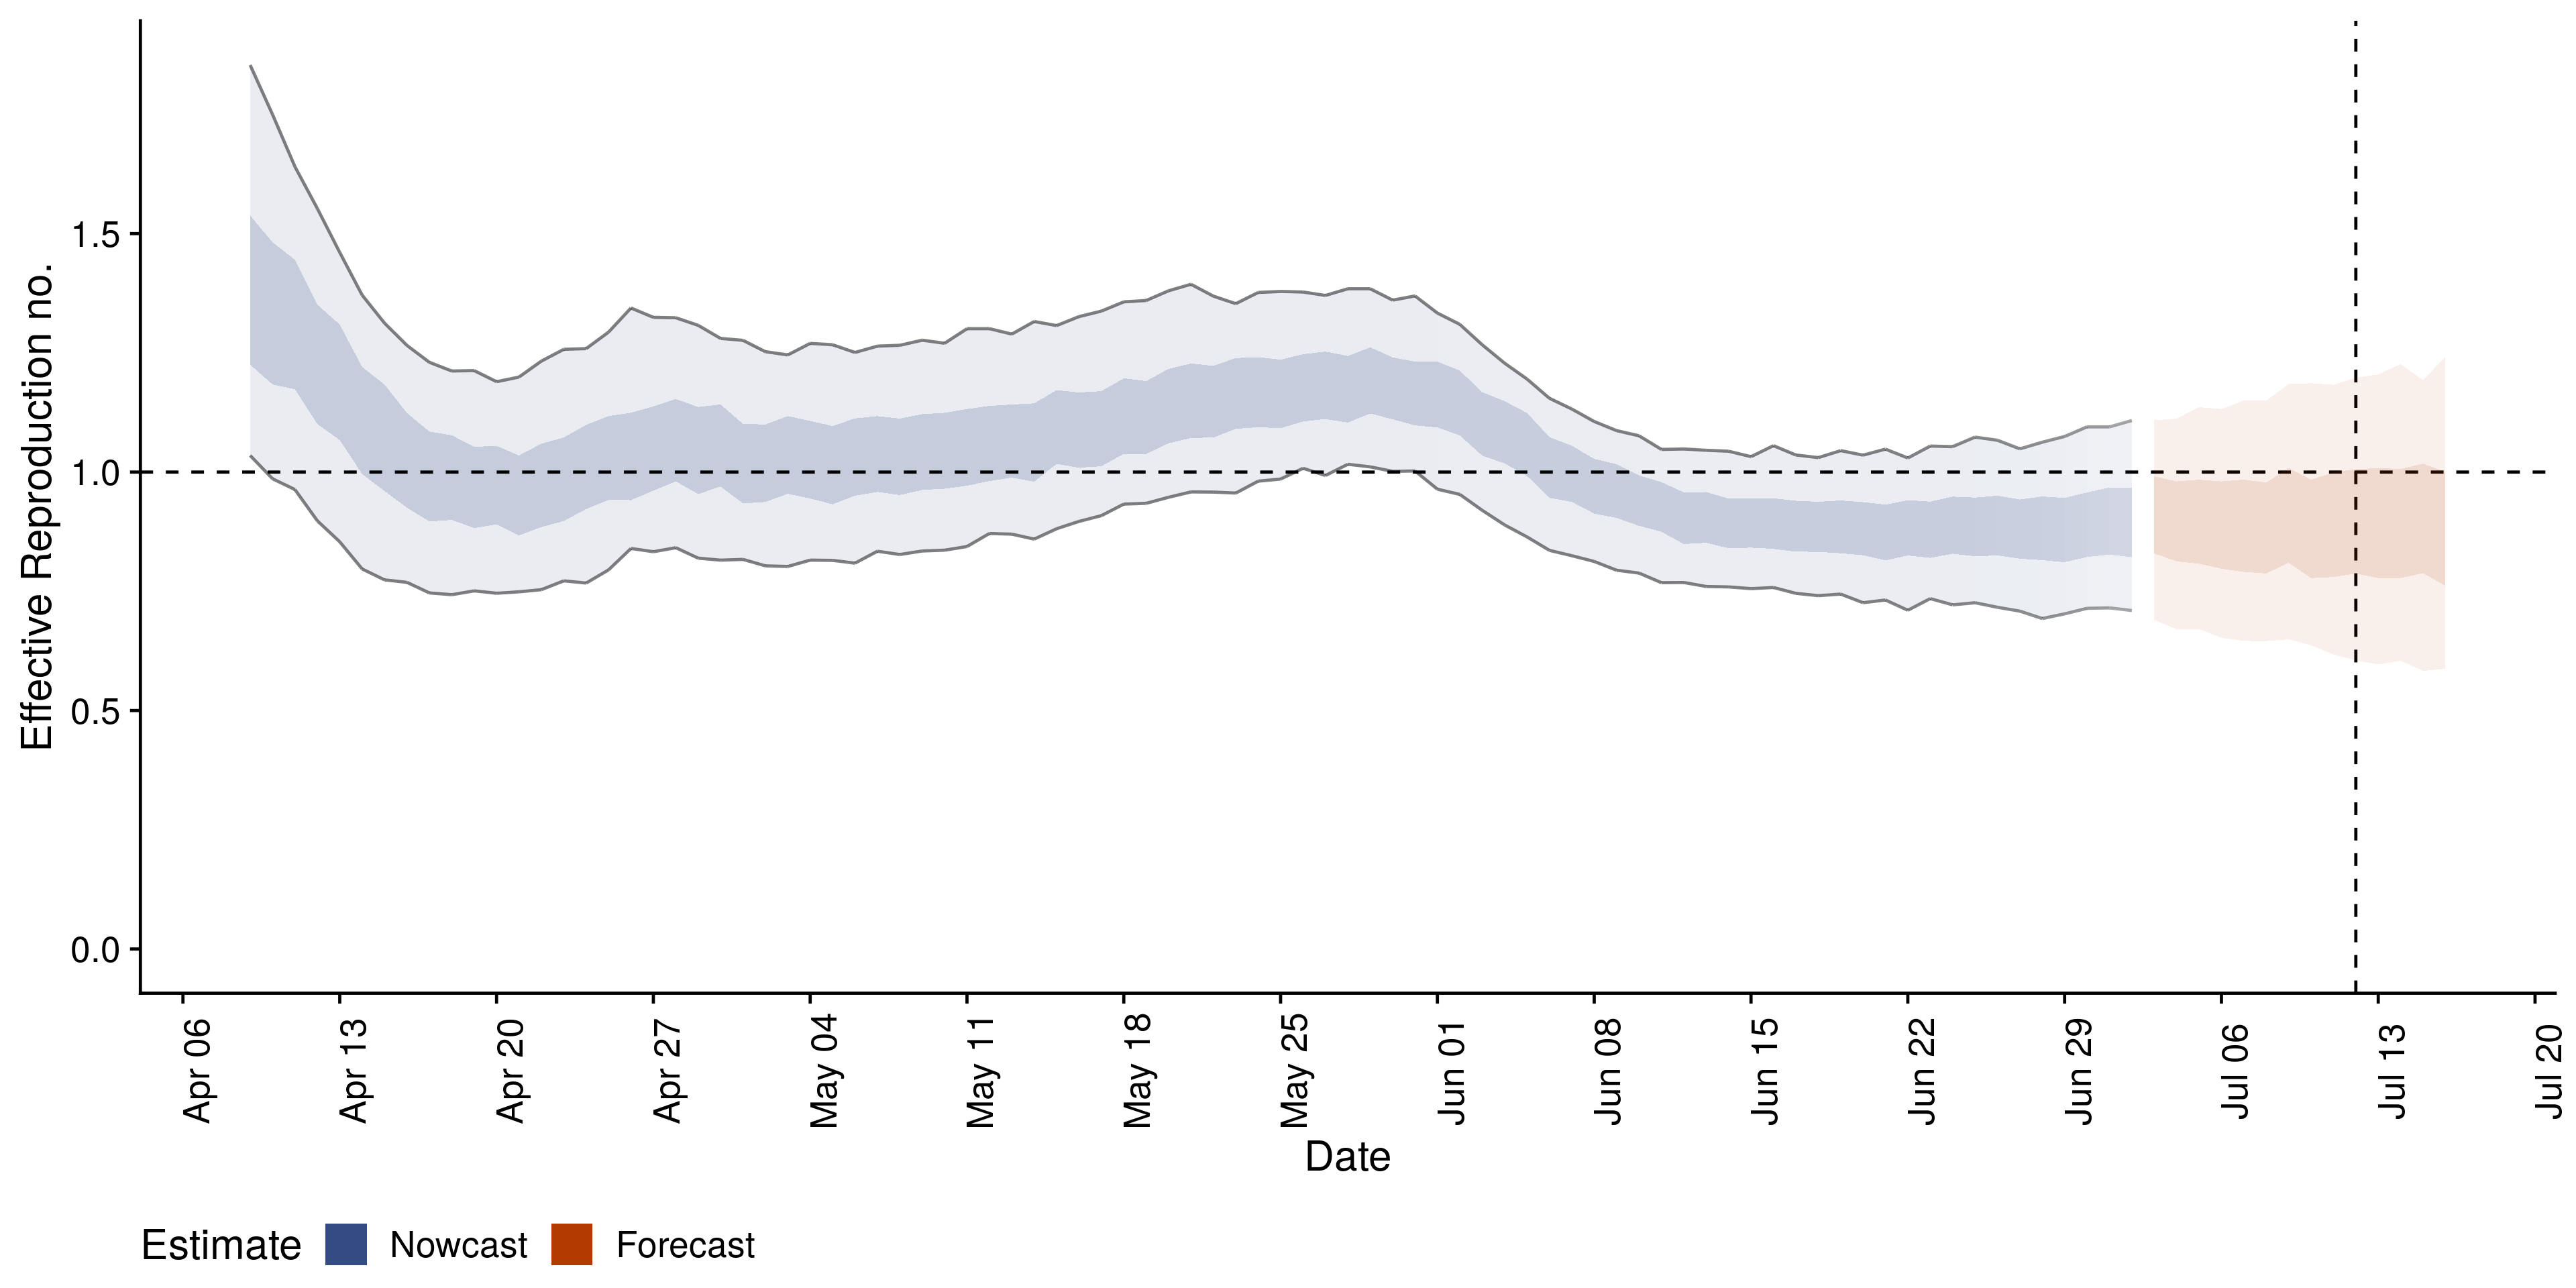 Effective Reproduction no.
1.5
1.0
0.5
0.0
Apr 06
Apr 13
Apr 20
Apr 27
May 04
May 11
May 18
May 25
Jun 01
Jun 08
Jun 15
Jun 22
Jun 29
Jul 06
Jul 13
Jul 20
Date
Estimate Nowcast Forecast